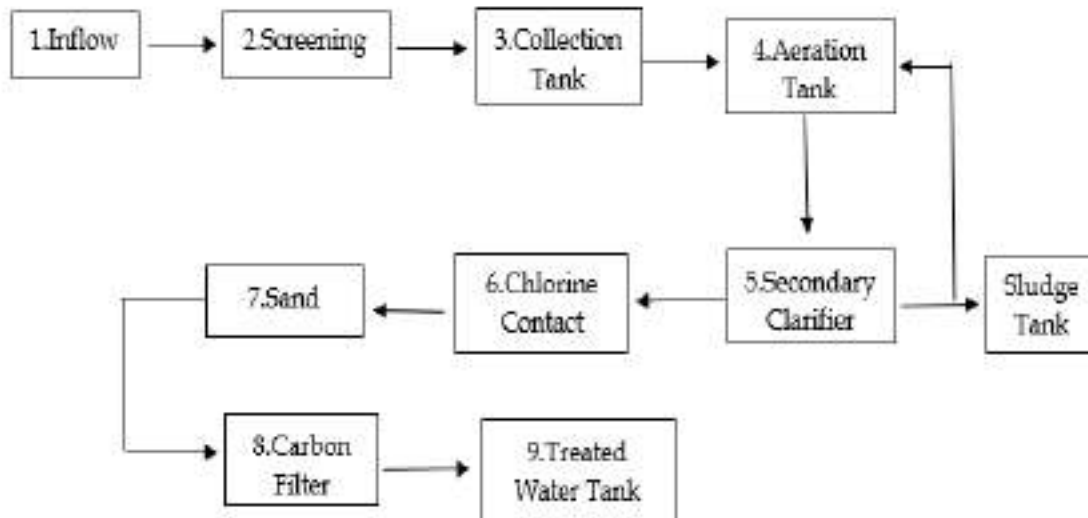 1.Inflow
2.Screening
3.Collection
Tank
4.Aeration
Tank
5.Secondary
Clarifier
Sludge
Tank
6.Chlorine
Contact
7.Sand
8.Carbon
Filter
9.Treated
Water Tank